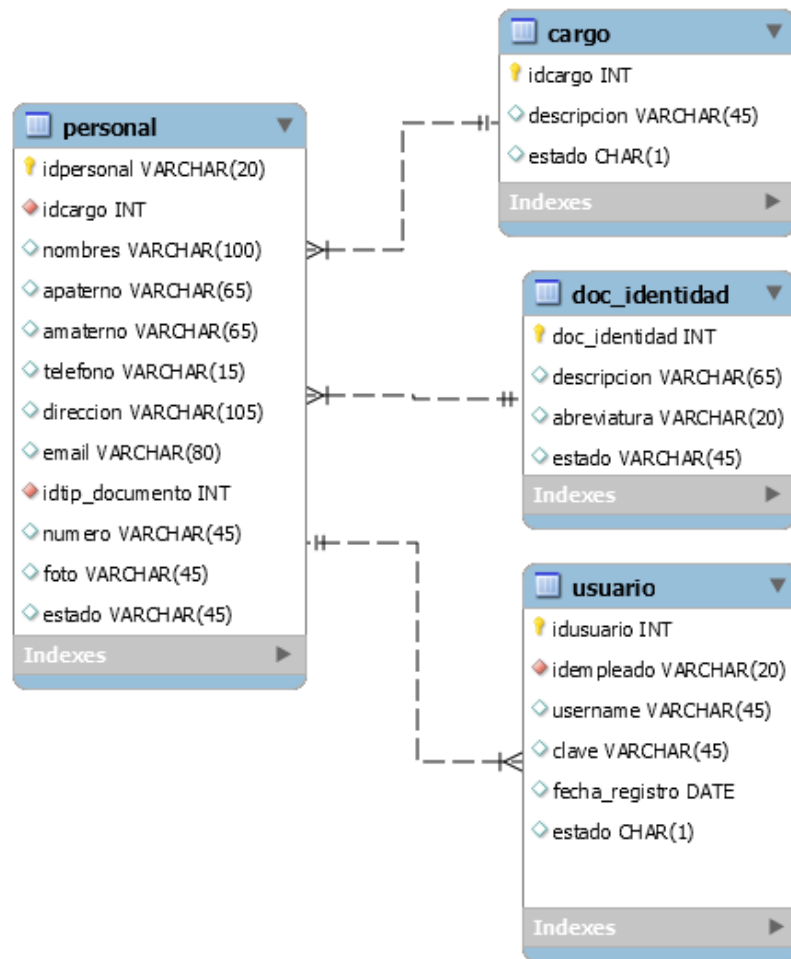 personal
idpersonal VARCHAR(20)
idcargo INT
nombres VARCHAR(100)
apaterno VARCHAR(65)
amaterno VARCHAR(65)
telefono VARCHAR(15)
direccion VARCHAR(105)
email VARCHAR(80)
idtip_documento INT
numero VARCHAR(45)
foto VARCHAR(45)
estado VARCHAR(45)
Indexes
cargo
idcargo INT
descripcion VARCHAR(45)
estado CHAR(1)
Indexes
doc_identidad
doc_identidad INT
descripcion VARCHAR(65)
abreviatura VARCHAR(20)
estado VARCHAR(45)
Indexes
usuario
idusuario INT
idempleado VARCHAR(20)
username VARCHAR(45)
clave VARCHAR(45)
fecha_registro DATE
estado CHAR(1)
Indexes